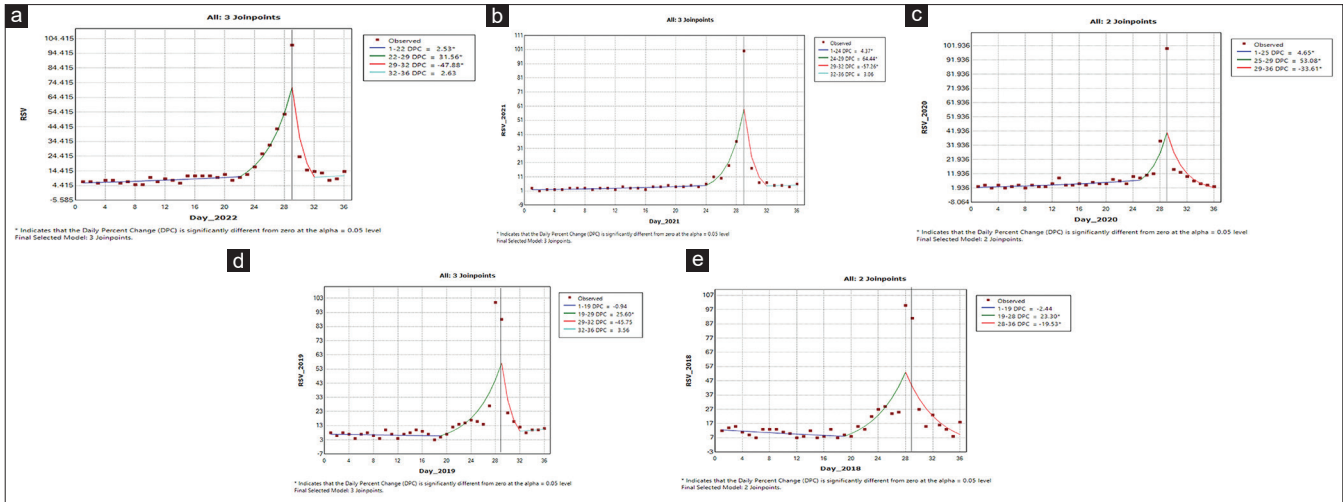 a
All: 3 Joinpoints
RSV
104.415
94.415
84.415
74.415
64.415
54.415
44.415
34.415
24.415
14.415
4.415
-5.585
0 4 8 12 16 20 24 28 32 36
Day_2022
Observed
1-22 DPC = 2.53*
22-29 DPC = 31.56*
29-32 DPC = -47.88*
32-36 DPC = 2.63
* Indicates that the Daily Percent Change (DPC) is significantly different from zero at the alpha = 0.05 level
Final Selected Model: 3 Joinpoints.
b
All: 3 Joinpoints
RSV_2021
111
101
91
81
71
61
51
41
31
21
11
1
-9
0 4 8 12 16 20 24 28 32 36
Day_2021
Observed
1-24 DPC = 4.37*
24-29 DPC = 64.44*
29-32 DPC = -57.26*
32-36 DPC = 3.06
* Indicates that the Daily Percent Change (DPC) is significantly different from zero at the alpha = 0.05 level
Final Selected Model: 3 Joinpoints.
c
All: 2 Joinpoints
RSV_2020
101.936
91.936
81.936
71.936
61.936
51.936
41.936
31.936
21.936
11.936
1.936
-8.064
0 4 8 12 16 20 24 28 32 36
Day_2020
Observed
1-25 DPC = 4.65*
25-29 DPC = 53.08*
29-36 DPC = -33.61*
* Indicates that the Daily Percent Change (DPC) is significantly different from zero at the alpha = 0.05 level
Final Selected Model: 2 Joinpoints.
d
All: 3 Joinpoints
RSV_2019
103
93
83
73
63
53
43
33
23
13
3
-7
0 4 8 12 16 20 24 28 32 36
Day_2019
Observed
1-19 DPC = -0.94
19-29 DPC = 25.60*
29-32 DPC = -45.75
32-36 DPC = 3.56
* Indicates that the Daily Percent Change (DPC) is significantly different from zero at the alpha = 0.05 level
Final Selected Model: 3 Joinpoints.
e
All: 2 Joinpoints
RSV_2018
107
97
87
77
67
57
47
37
27
17
7
-3
0 4 8 12 16 20 24 28 32 36
Day_2018
Observed
1-19 DPC = -2.44
19-28 DPC = 23.30*
28-36 DPC = -19.53*
* Indicates that the Daily Percent Change (DPC) is significantly different from zero at the alpha = 0.05 level
Final Selected Model: 2 Joinpoints.